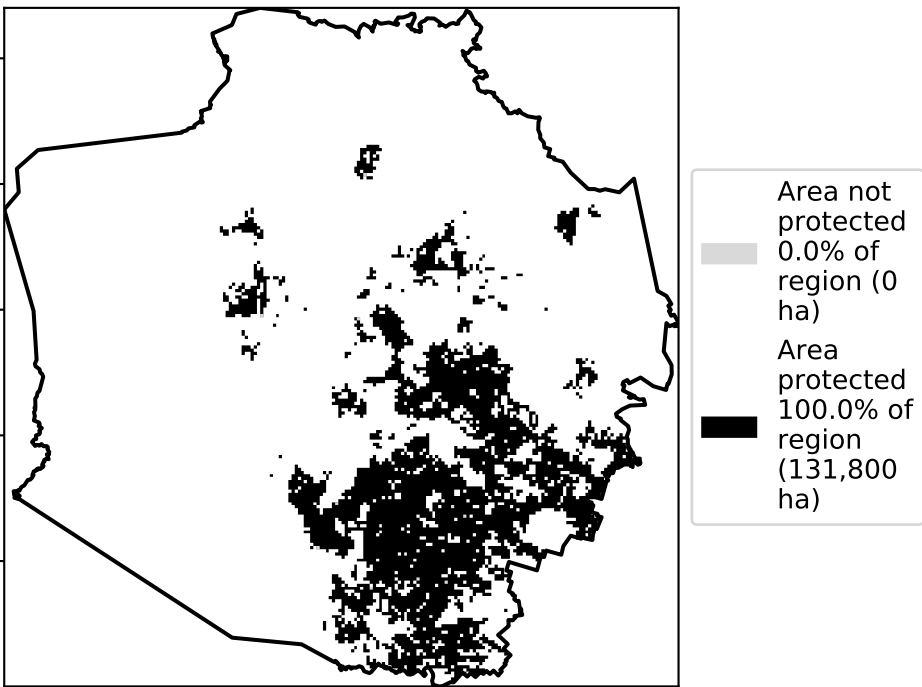 Area not
protected
0.0% of
region (0
ha)
Area
protected
100.0% of
region
(131,800
ha)